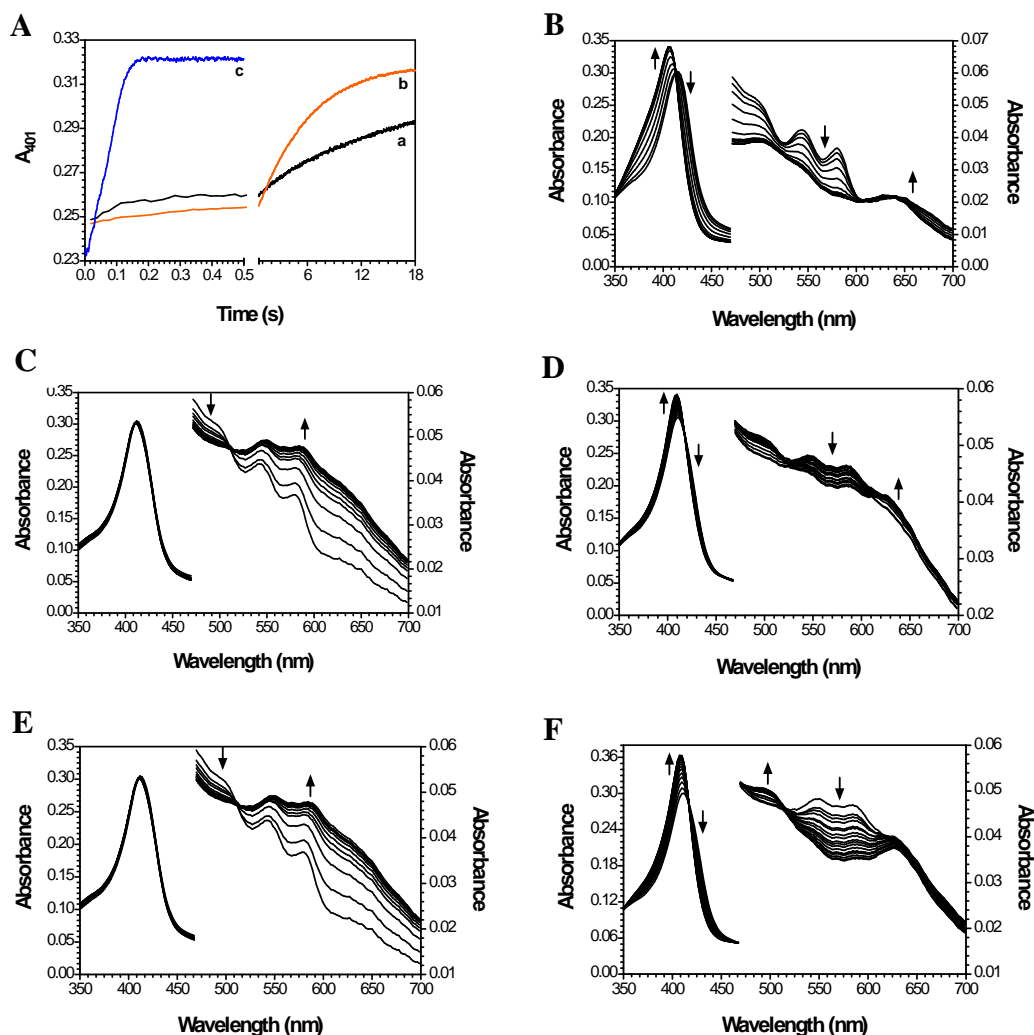 A
0.33
0.31
0.29
0.27
0.25
0.23
A401
c
b
a
0.0 0.1 0.2 0.3 0.4 0.5 6 12 18
Time (s)
B
0.35
0.30
0.25
0.20
0.15
0.10
0.05
0.00
Absorbance
0.07
0.06
0.05
0.04
0.03
0.02
0.01
0.00
Absorbance
350 400 450 500 550 600 650 700
Wavelength (nm)
C
0.35
0.30
0.25
0.20
0.15
0.10
0.05
0.00
Absorbance
0.06
0.05
0.04
0.03
0.02
0.01
Absorbance
350 400 450 500 550 600 650 700
Wavelength (nm)
D
0.35
0.30
0.25
0.20
0.15
0.10
0.05
0.00
Absorbance
0.06
0.05
0.04
0.03
0.02
Absorbance
350 400 450 500 550 600 650 700
Wavelength (nm)
E
0.35
0.30
0.25
0.20
0.15
0.10
0.05
0.00
Absorbance
0.06
0.05
0.04
0.03
0.02
0.01
Absorbance
350 400 450 500 550 600 650 700
Wavelength (nm)
F
0.36
0.30
0.24
0.18
0.12
0.06
0.00
Absorbance
0.06
0.05
0.04
0.03
0.02
0.01
Absorbance
350 400 450 500 550 600 650 700
Wavelength (nm)